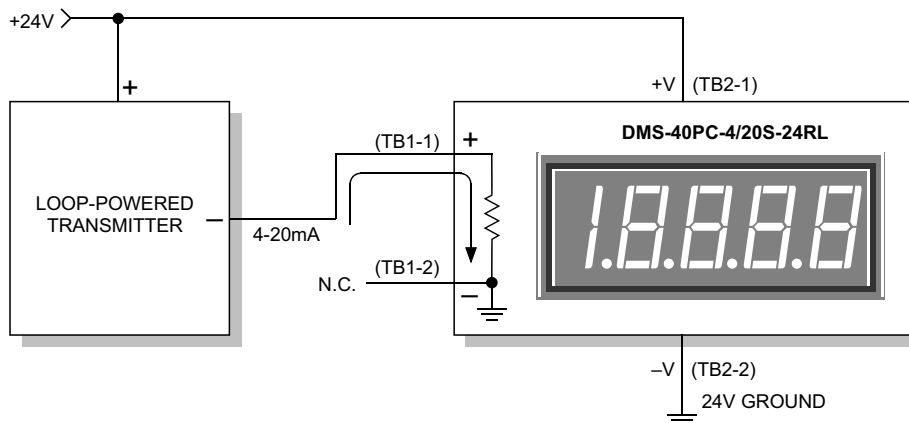 +24V
+
+V (TB2-1)
DMS-40PC-4/20S-24RL
(TB1-1)
+
LOOP-POWERED
TRANSMITTER
–
4-20mA
1.8.8.8.8
(TB1-2)
N.C.
–
–V (TB2-2)
24V GROUND